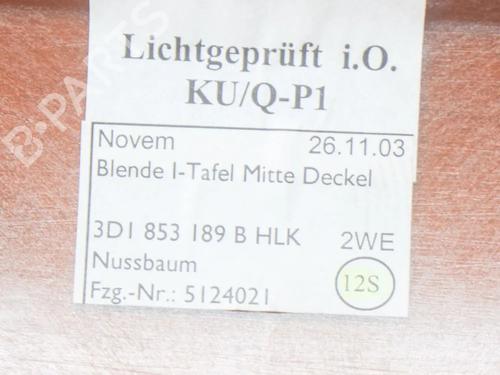 Lichtgeprüft i.O.
KU/Q-P1
Novem 26.11.03
Blende I-Tafel Mitte Deckel
3D1 853 189 B HLK 2WE
Nussbaum
12S
Fzg.-Nr.: 5124021
B-PARTS